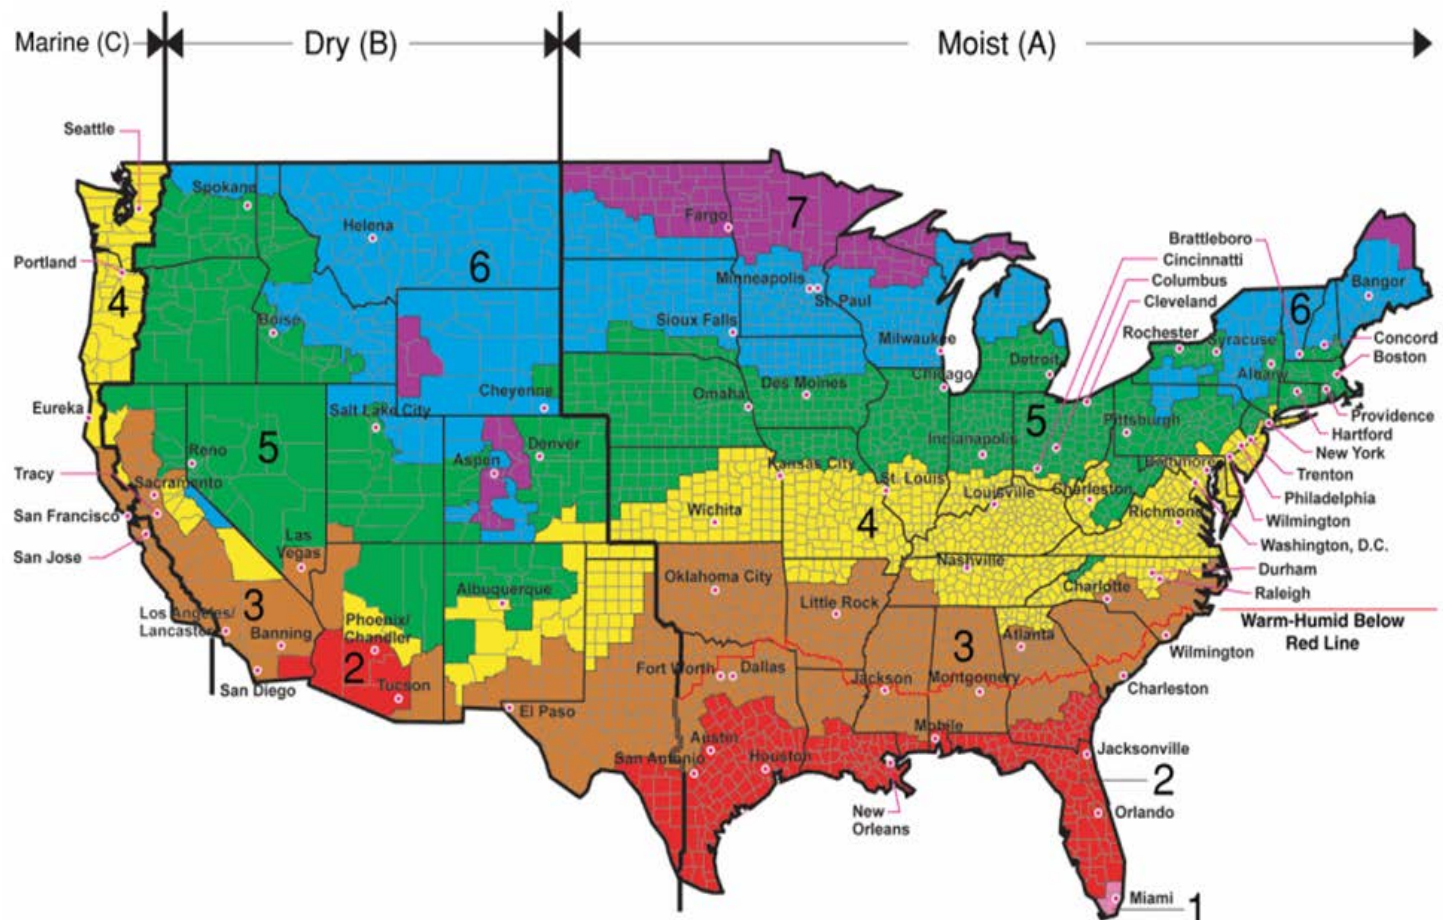 Marine (C)
Dry (B)
Moist (A)
Seattle
Spokane
Helena
Portland
4
6
7
Fargo
Minneapolis
St. Paul
Sioux Falls
Milwaukee
Boise
Brattleboro
Cincinnatti
Columbus
Cleveland
Rochester
Syracuse
6
Bangor
Concord
Boston
Albany
Detroit
Chicago
Des Moines
Omaha
Cheyenne
Salt Lake City
Eureka
Reno
5
Denver
Aspen
Indianapolis
5
Pittsburgh
Providence
Hartford
New York
Trenton
Philadelphia
Wilmington
Washington, D.C.
Baltimore
Tracy
Sacramento
San Francisco
San Jose
Las
Vegas
Kansas City
St. Louis
Louisville
Charleston
Richmond
Wichita
4
Nashville
Durham
Raleigh
Charlotte
Warm-Humid Below
Red Line
Los Angeles/
Lancaster
3
Banning
San Diego
Phoenix/
Chandler
2
Tucson
Albuquerque
El Paso
Oklahoma City
Little Rock
Fort Worth
Dallas
Jackson
Montgomery
3
Atlanta
Wilmington
Charleston
Austin
San Antonio
Houston
Mobile
New
Orleans
Jacksonville
2
Orlando
Miami
1